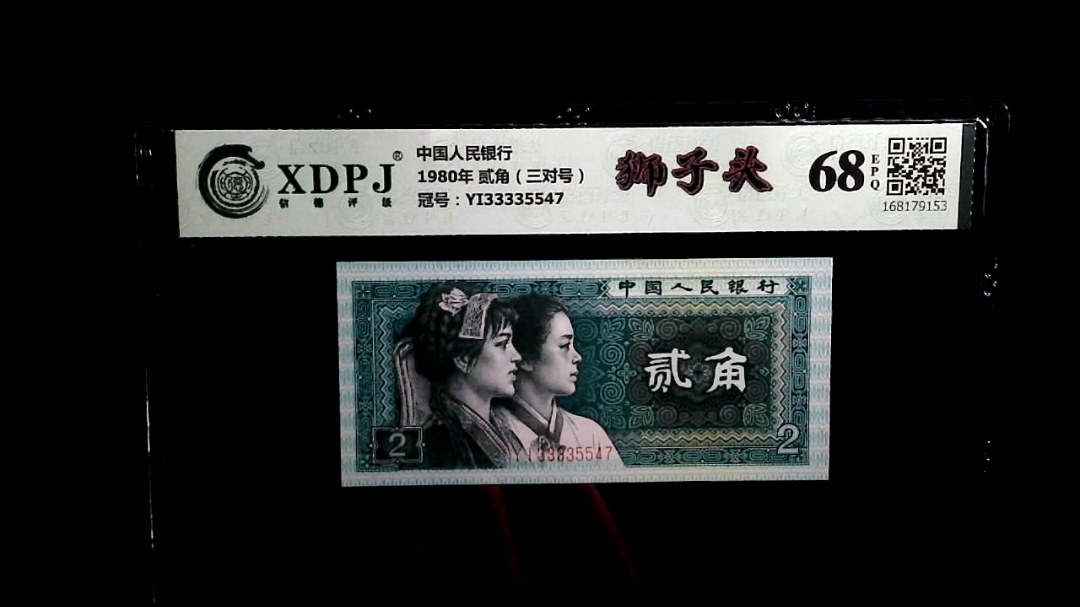 XDPJ®
信德评级
中国人民银行
1980年 贰角（三对号）
冠号：YI33335547
狮子头
68
EPQ
168179153
中国人民银行
贰角
2
2
YI33335547